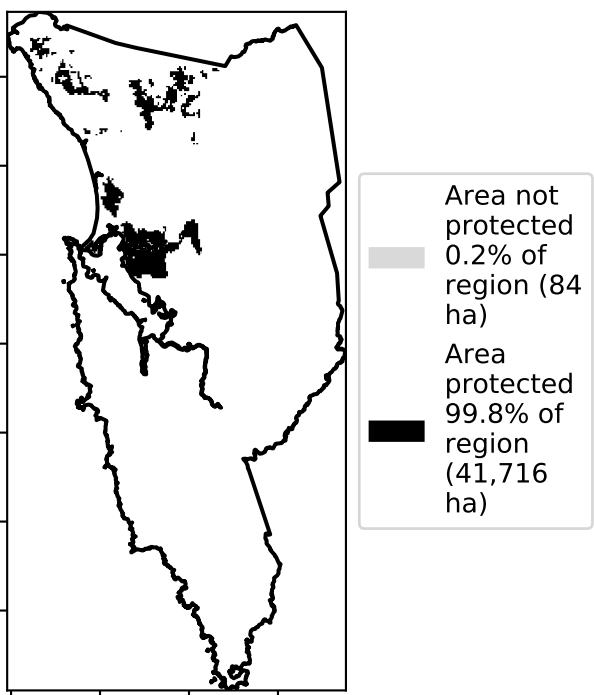 Area not
protected
0.2% of
region (84
ha)
Area
protected
99.8% of
region
(41,716
ha)